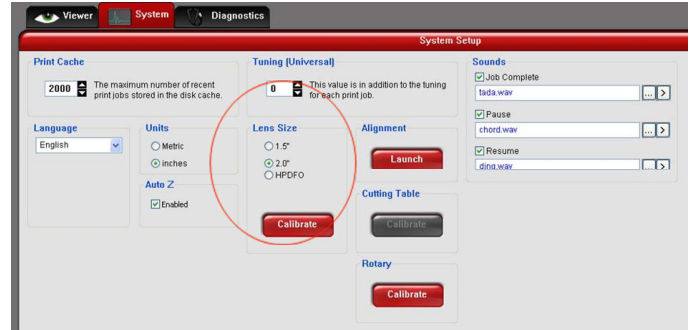 Viewer
System
Diagnostics
System Setup
Print Cache
2000
The maximum number of recent
print jobs stored in the disk cache.
Tuning (Universal)
0
This value is in addition to the tuning
for each print job.
Sounds
Job Complete
tada.wav
...
>
Pause
chord.wav
...
>
Resume
ding.wav
...
>
Language
English
Units
Metric
inches
Auto Z
Enabled
Lens Size
1.5"
2.0"
HPDFO
Calibrate
Alignment
Launch
Cutting Table
Calibrate
Rotary
Calibrate